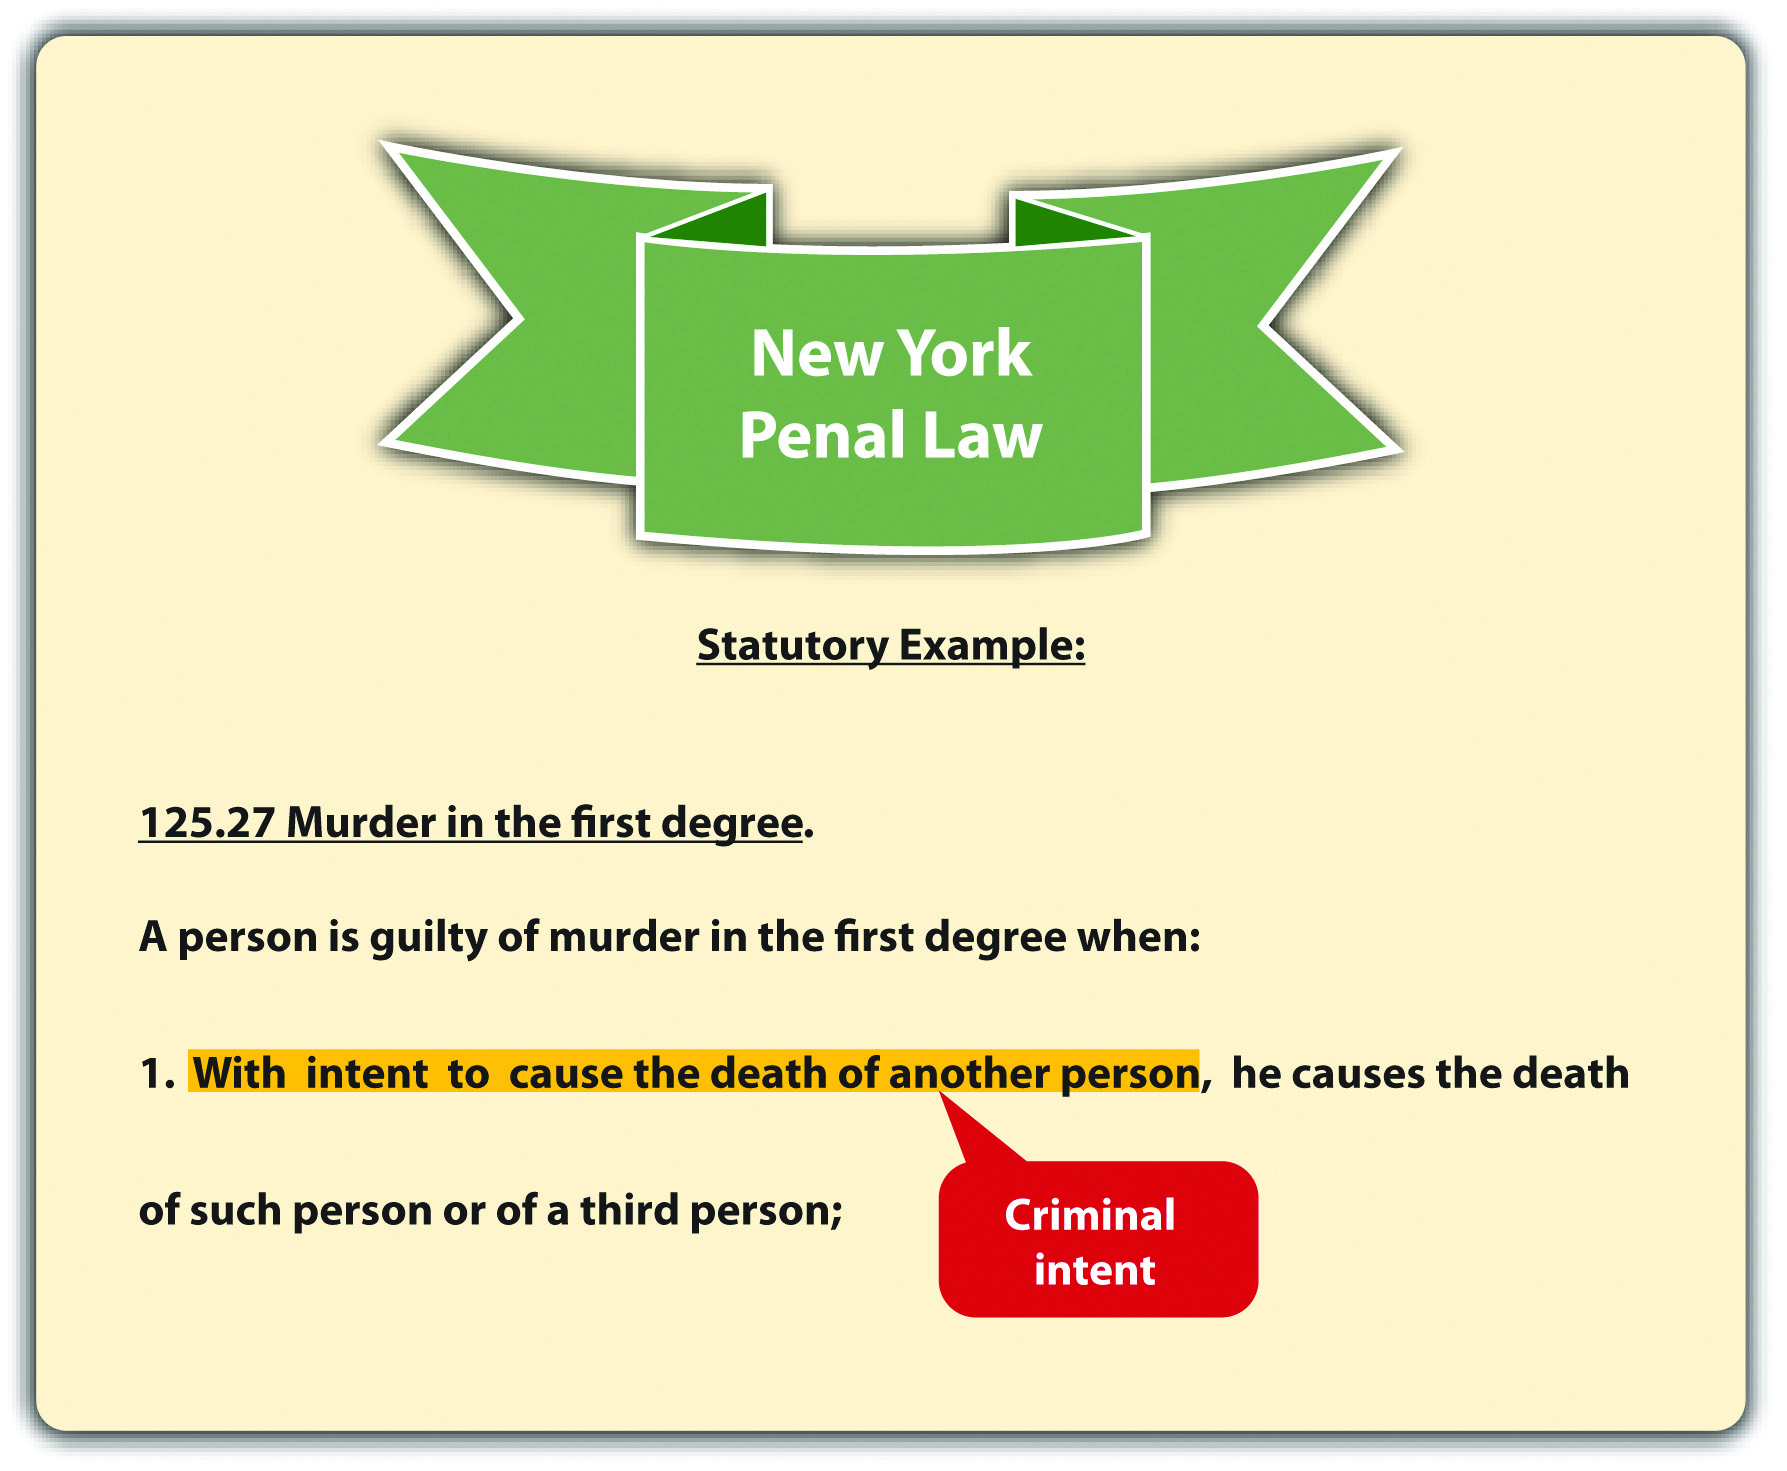 New York
Penal Law
Statutory Example:
125.27 Murder in the first degree.
A person is guilty of murder in the first degree when:
1. With intent to cause the death of another person, he causes the death
of such person or of a third person;
Criminal
intent